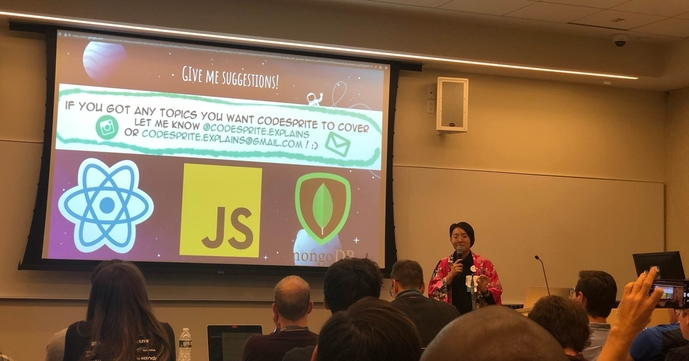 GIVE ME SUGGESTIONS!
IF YOU GOT ANY TOPICS YOU WANT CODESPRITE TO COVER
LET ME KNOW @CODESPRITE.EXPLAINS
OR CODESPRITE.EXPLAINS@GMAIL.COM ! :)
JS
mongoDB